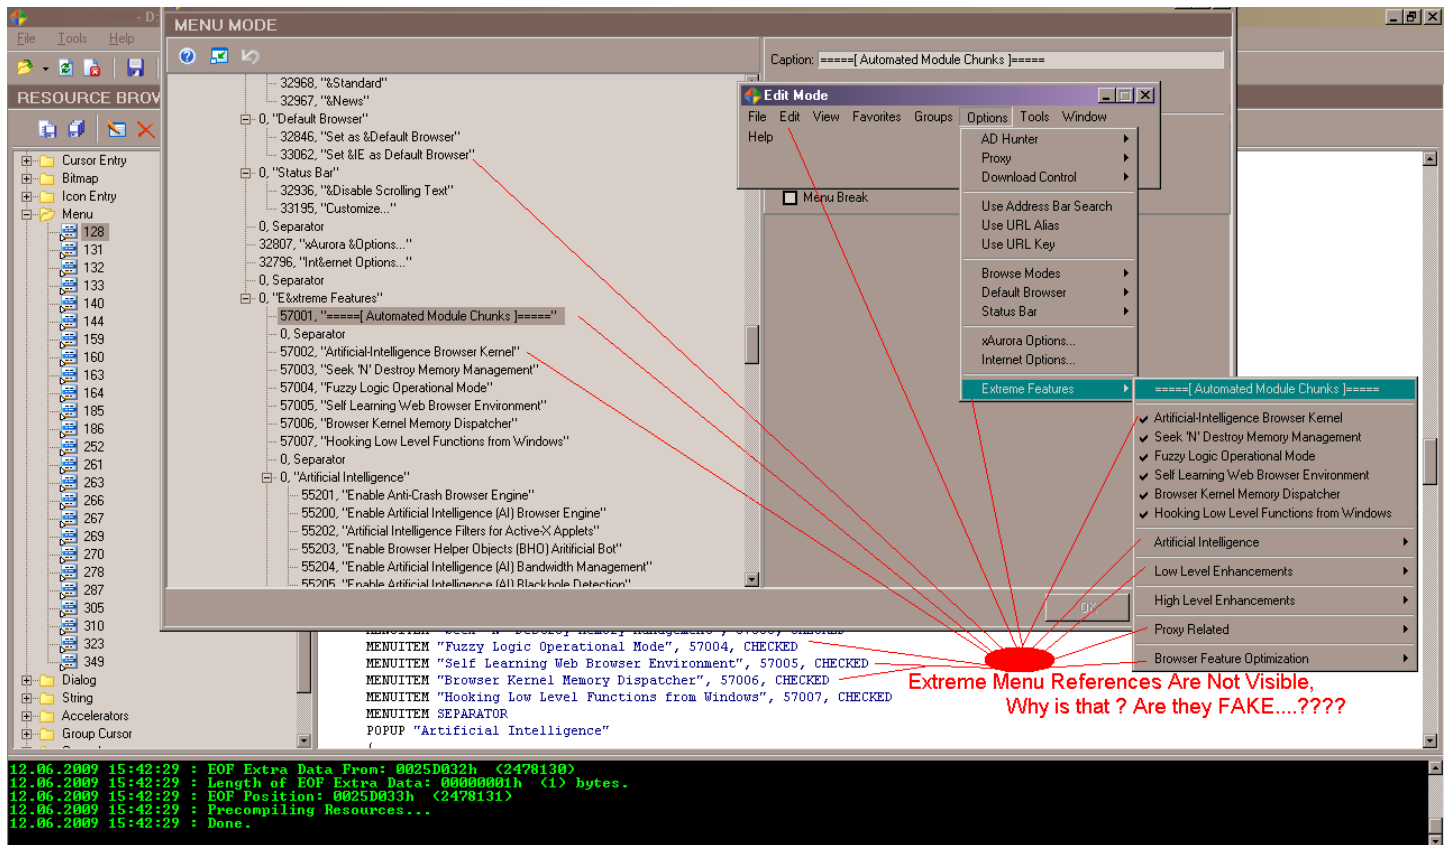 - D:
MENU MODE
File Tools Help
RESOURCE BROW
Cursor Entry
Bitmap
Icon Entry
Menu
128
131
132
133
140
144
159
160
163
164
185
186
252
261
263
266
267
269
270
278
287
305
310
323
349
Dialog
String
Accelerators
Group Cursor
32968, "&Standard"
32967, "&News"
0, "Default Browser"
32846, "Set as &Default Browser"
33062, "Set &IE as Default Browser"
0, "Status Bar"
32936, "&Disable Scrolling Text"
33195, "Customize..."
0, Separator
32807, "xAurora &Options..."
32796, "Int&ernet Options..."
0, Separator
0, "E&xtreme Features"
57001, "=====[ Automated Module Chunks ]====="
0, Separator
57002, "Artificial-Intelligence Browser Kernel"
57003, "Seek 'N' Destroy Memory Management"
57004, "Fuzzy Logic Operational Mode"
57005, "Self Learning Web Browser Environment"
57006, "Browser Kernel Memory Dispatcher"
57007, "Hooking Low Level Functions from Windows"
0, Separator
0, "Artificial Intelligence"
55201, "Enable Anti-Crash Browser Engine"
55200, "Enable Artificial Intelligence (AI) Browser Engine"
55202, "Artificial Intelligence Filters for Active-X Applets"
55203, "Enable Browser Helper Objects (BHO) Aritificial Bot"
55204, "Enable Artificial Intelligence (AI) Bandwidth Management"
55205, "Enable Artificial Intelligence (AI) Blackhole Detection"
Caption: =====[ Automated Module Chunks ]=====
Edit Mode
File Edit View Favorites Groups Options Tools Window
Help
Menu Break
AD Hunter
Proxy
Download Control
Use Address Bar Search
Use URL Alias
Use URL Key
Browse Modes
Default Browser
Status Bar
xAurora Options...
Internet Options...
Extreme Features
=====[ Automated Module Chunks ]=====
Artificial-Intelligence Browser Kernel
Seek 'N' Destroy Memory Management
Fuzzy Logic Operational Mode
Self Learning Web Browser Environment
Browser Kernel Memory Dispatcher
Hooking Low Level Functions from Windows
Artificial Intelligence
Low Level Enhancements
High Level Enhancements
Proxy Related
Browser Feature Optimization
OK
MENUITEM "Seek 'N' Destroy Memory Management", 57003, CHECKED
MENUITEM "Fuzzy Logic Operational Mode", 57004, CHECKED
MENUITEM "Self Learning Web Browser Environment", 57005, CHECKED
MENUITEM "Browser Kernel Memory Dispatcher", 57006, CHECKED
MENUITEM "Hooking Low Level Functions from Windows", 57007, CHECKED
MENUITEM SEPARATOR
POPUP "Artificial Intelligence"
Extreme Menu References Are Not Visible,
Why is that ? Are they FAKE....????
12.06.2009 15:42:29 : EOF Extra Data From: 0025D032h (2478130)
12.06.2009 15:42:29 : Length of EOF Extra Data: 00000001h (1) bytes.
12.06.2009 15:42:29 : EOF Position: 0025D033h (2478131)
12.06.2009 15:42:29 : Precompiling Resources...
12.06.2009 15:42:29 : Done.